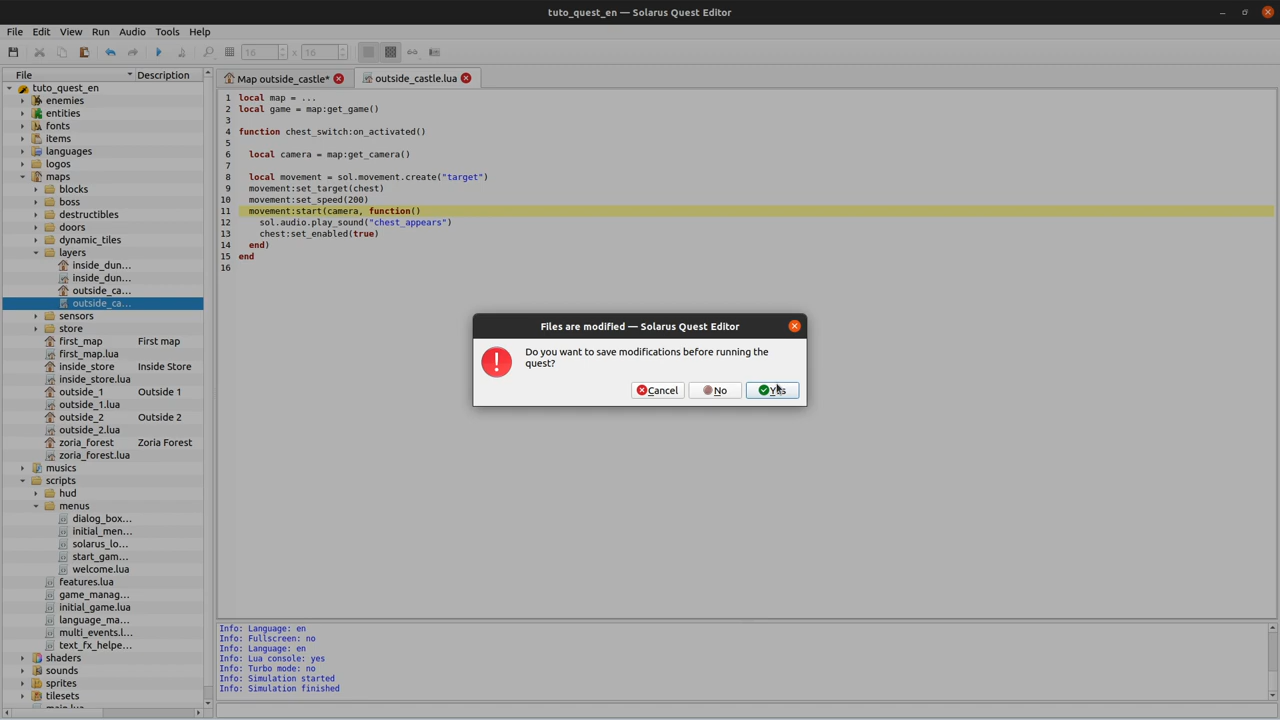 tuto_quest_en — Solarus Quest Editor
File Edit View Run Audio Tools Help
16 x 16
File Description
tuto_quest_en
enemies
entities
fonts
items
languages
logos
maps
blocks
boss
destructibles
doors
dynamic_tiles
layers
inside_dun...
inside_dun...
outside_ca...
outside_ca...
sensors
store
first_map First map
first_map.lua
inside_store Inside Store
inside_store.lua
outside_1 Outside 1
outside_1.lua
outside_2 Outside 2
outside_2.lua
zoria_forest Zoria Forest
zoria_forest.lua
musics
scripts
hud
menus
dialog_box...
initial_men...
solarus_lo...
start_gam...
welcome.lua
features.lua
game_manag...
initial_game.lua
language_ma...
multi_events.l...
text_fx_helpe...
shaders
sounds
sprites
tilesets
main.lua
Map outside_castle* outside_castle.lua
1 local map = ...
2 local game = map:get_game()
3
4 function chest_switch:on_activated()
5
6 local camera = map:get_camera()
7
8 local movement = sol.movement.create("target")
9 movement:set_target(chest)
10 movement:set_speed(200)
11 movement:start(camera, function()
12 sol.audio.play_sound("chest_appears")
13 chest:set_enabled(true)
14 end)
15 end
16
Files are modified — Solarus Quest Editor
Do you want to save modifications before running the
quest?
Cancel No Yes
Info: Language: en
Info: Fullscreen: no
Info: Language: en
Info: Lua console: yes
Info: Turbo mode: no
Info: Simulation started
Info: Simulation finished